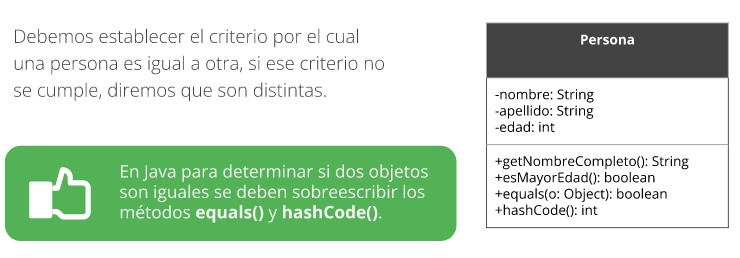 Debemos establecer el criterio por el cual
una persona es igual a otra, si ese criterio no
se cumple, diremos que son distintas.
En Java para determinar si dos objetos
son iguales se deben sobreescribir los
métodos equals() y hashCode().
Persona
-nombre: String
-apellido: String
-edad: int
+getNombreCompleto(): String
+esMayorEdad(): boolean
+equals(o: Object): boolean
+hashCode(): int